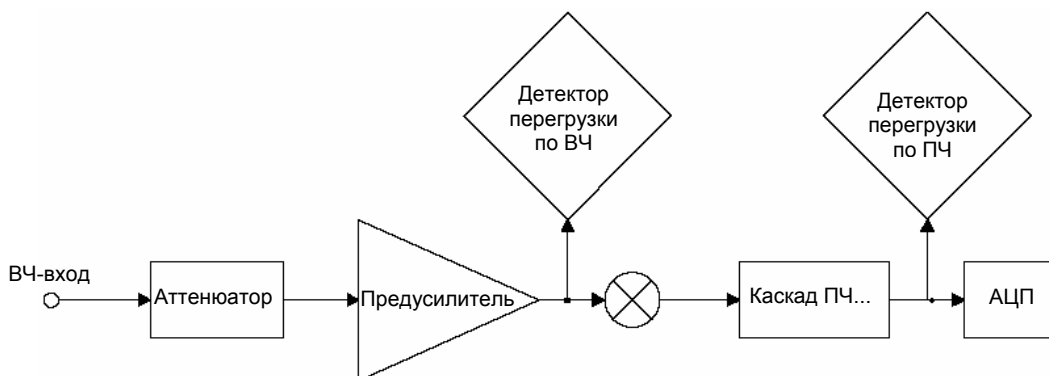 Детектор
перегрузки
по ВЧ
Детектор
перегрузки
по ПЧ
ВЧ-вход
Аттенюатор
Предусилитель
Каскад ПЧ...
АЦП